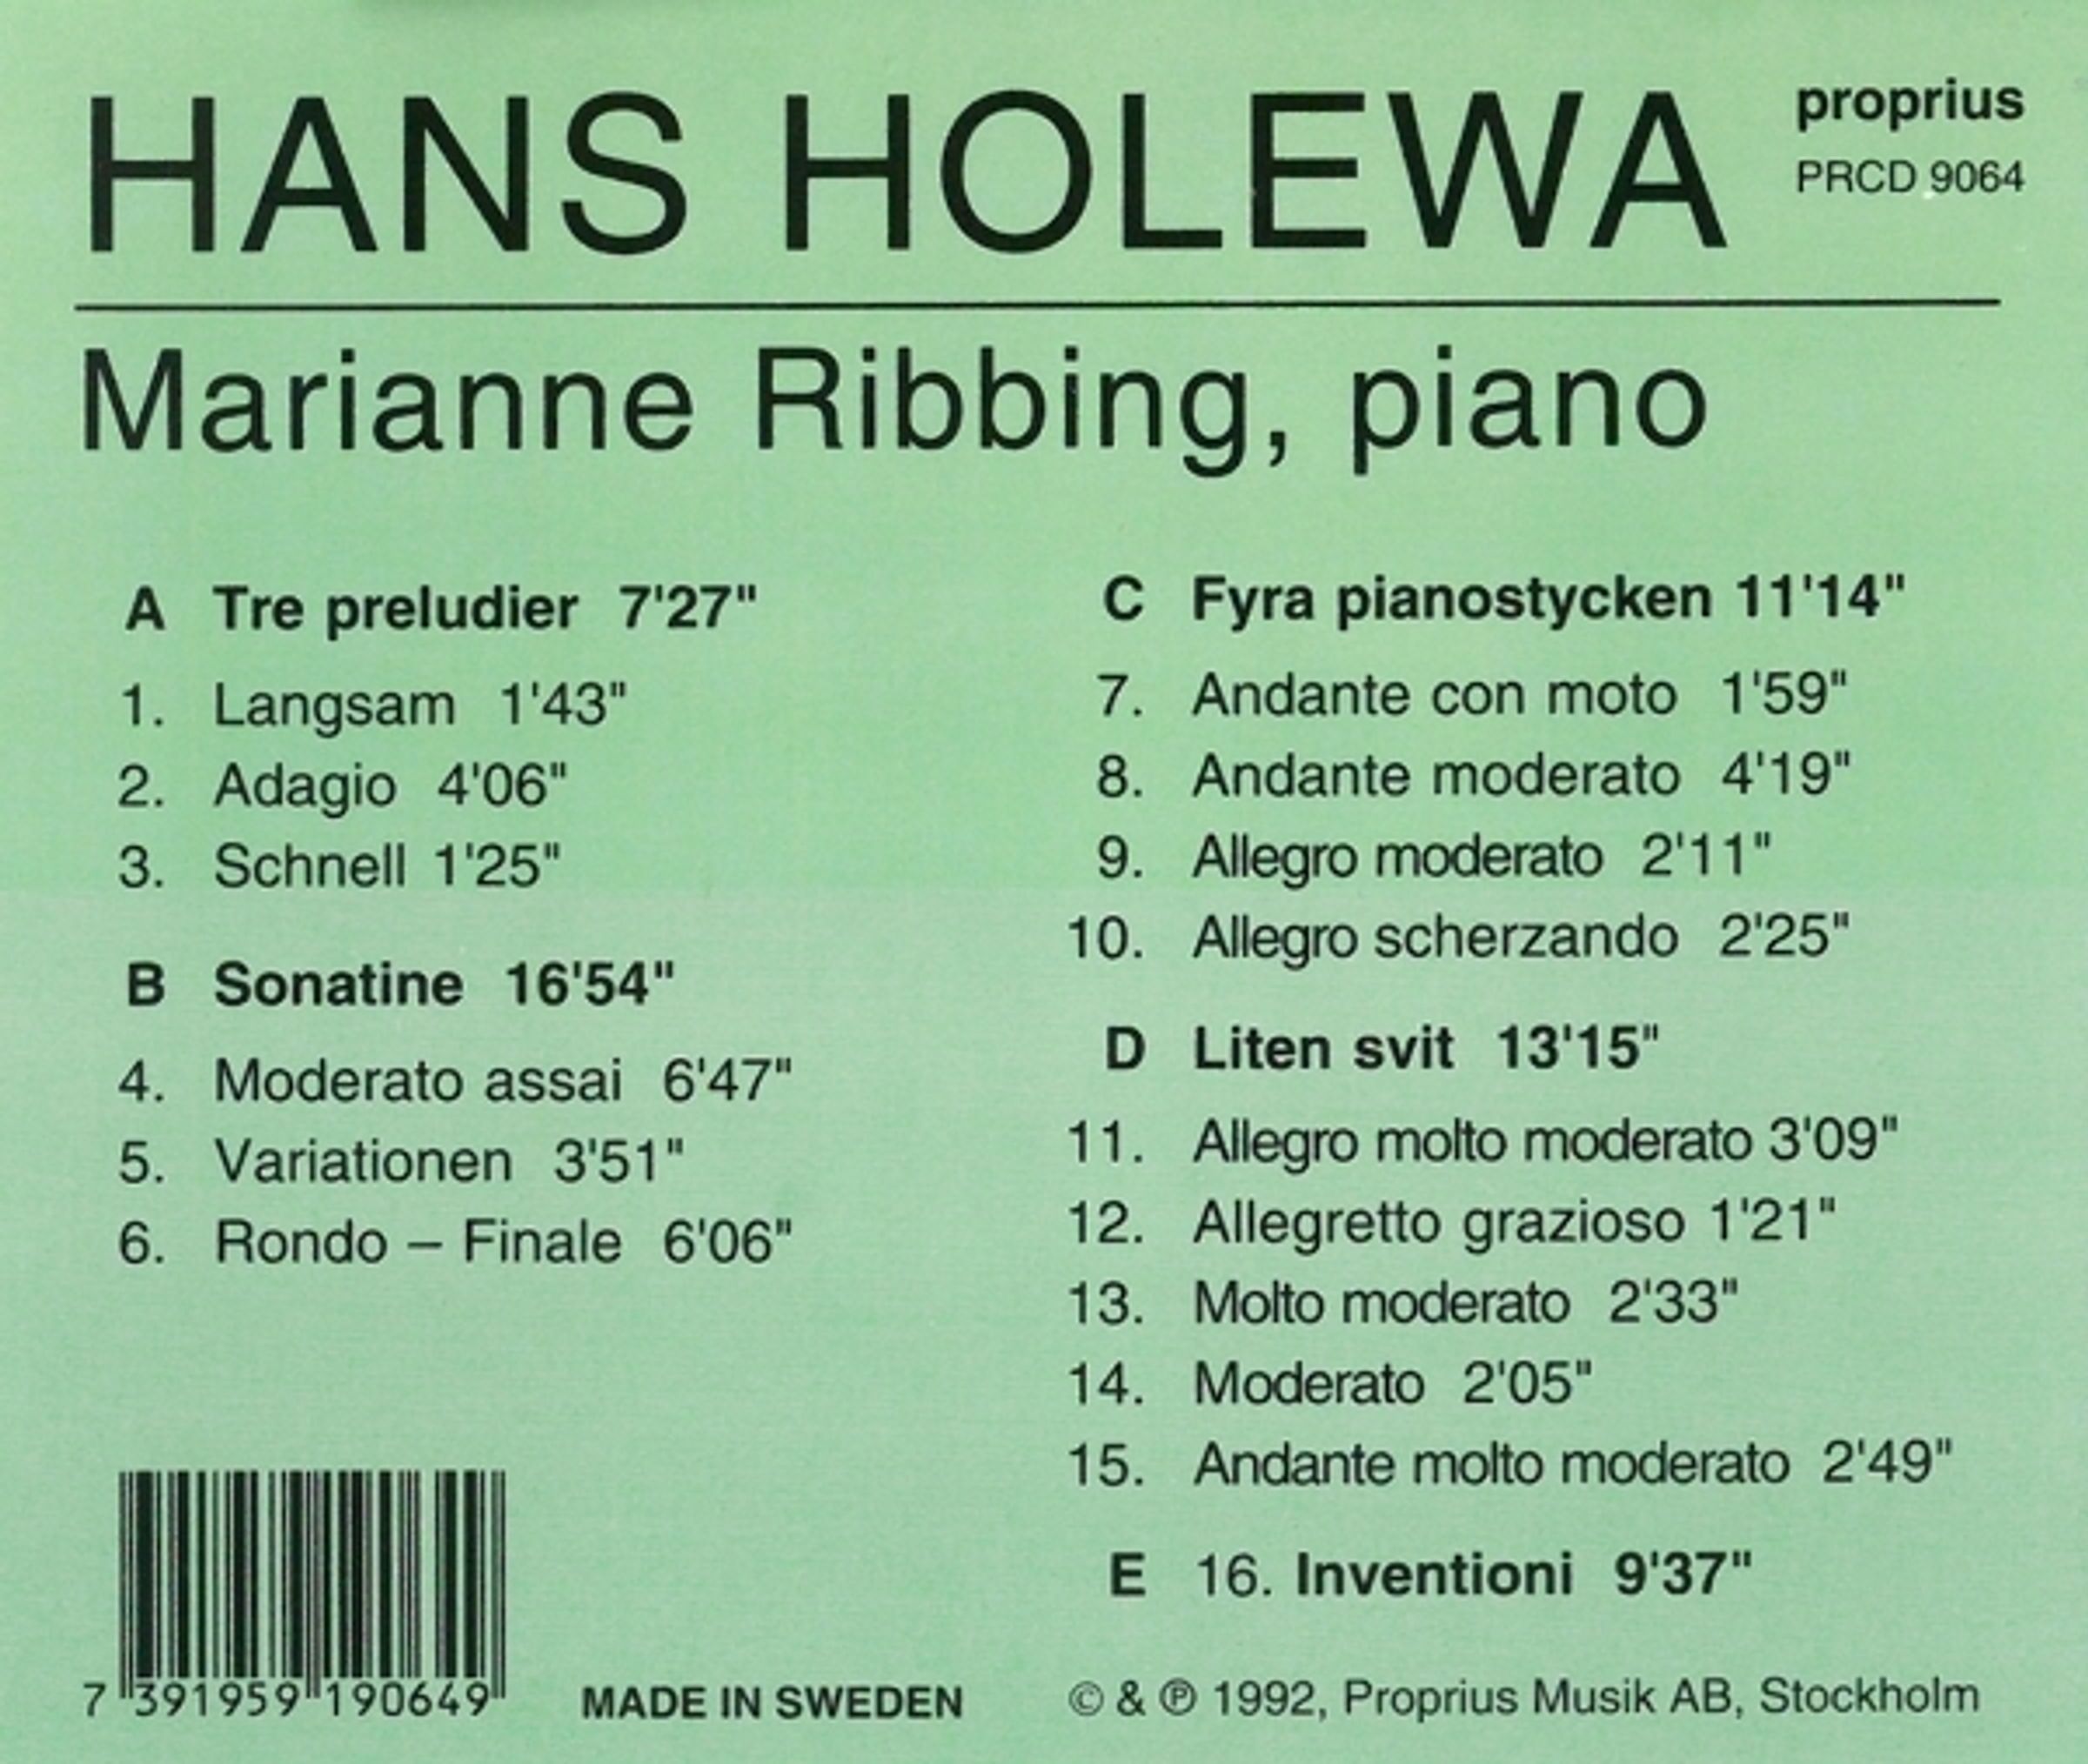 HANS HOLEWA
proprius
PRCD 9064
Marianne Ribbing, piano
A Tre preludier 7'27"
1. Langsam 1'43"
2. Adagio 4'06"
3. Schnell 1'25"
B Sonatine 16'54"
4. Moderato assai 6'47"
5. Variationen 3'51"
6. Rondo – Finale 6'06"
C Fyra pianostycken 11'14"
7. Andante con moto 1'59"
8. Andante moderato 4'19"
9. Allegro moderato 2'11"
10. Allegro scherzando 2'25"
D Liten svit 13'15"
11. Allegro molto moderato 3'09"
12. Allegretto grazioso 1'21"
13. Molto moderato 2'33"
14. Moderato 2'05"
15. Andante molto moderato 2'49"
E 16. Inventioni 9'37"
7 391959 190649
MADE IN SWEDEN
© & ℗ 1992, Proprius Musik AB, Stockholm